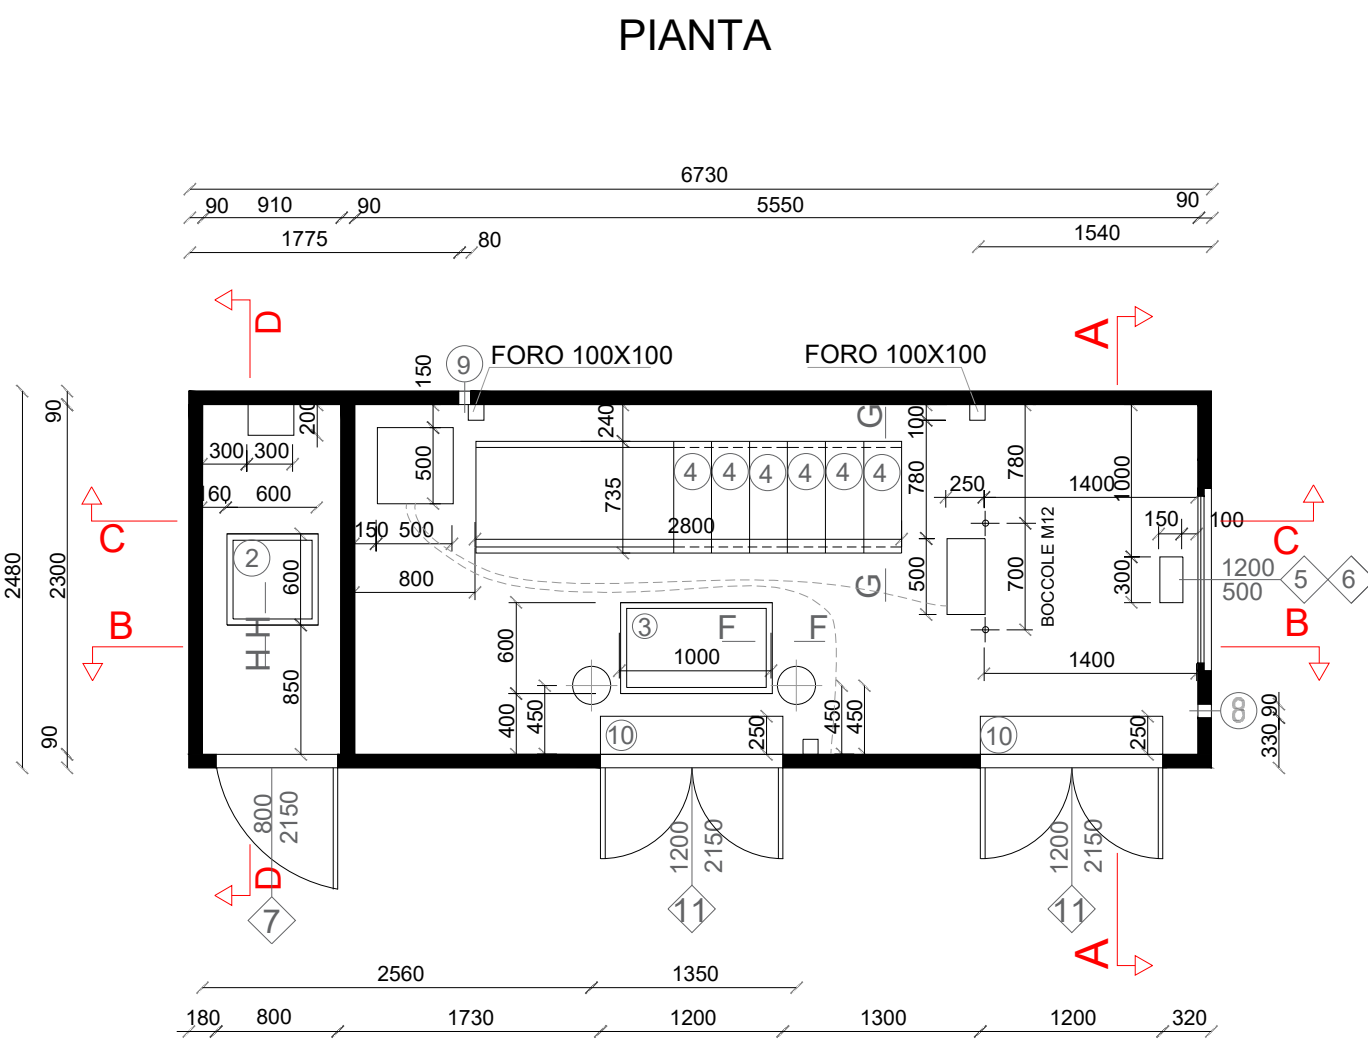 PIANTA
6730
90 910 90 5550 90
1775 80 1540
D A
150 9 FORO 100X100 FORO 100X100
90 200 240 G 100
300 300 500 780 780 1000
160 600 735 4 4 4 4 4 4 250 1400
C 2 150 500 2800 150 100 C
2480 2300 600 800 G 500 700 BOCCOLE M12 300 1200 5 6
500
B H H 600 3 F F B
1000 1400
850 400 450 450 450 8 90
90 10 250 10 250 330
800 2150 1200 2150 1200 2150
D
7 11 11
A
2560 1350
180 800 1730 1200 1300 1200 320